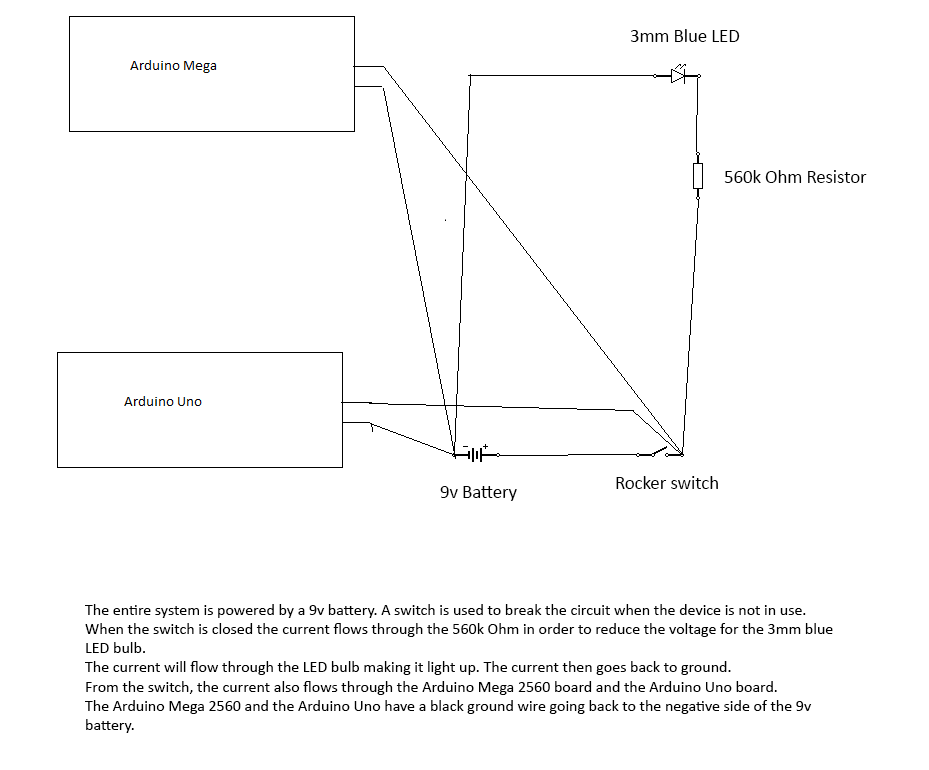 3mm Blue LED
Arduino Mega
560k Ohm Resistor
Arduino Uno
- +
Rocker switch
9v Battery
The entire system is powered by a 9v battery. A switch is used to break the circuit when the device is not in use.
When the switch is closed the current flows through the 560k Ohm in order to reduce the voltage for the 3mm blue
LED bulb.
The current will flow through the LED bulb making it light up. The current then goes back to ground.
From the switch, the current also flows through the Arduino Mega 2560 board and the Arduino Uno board.
The Arduino Mega 2560 and the Arduino Uno have a black ground wire going back to the negative side of the 9v
battery.